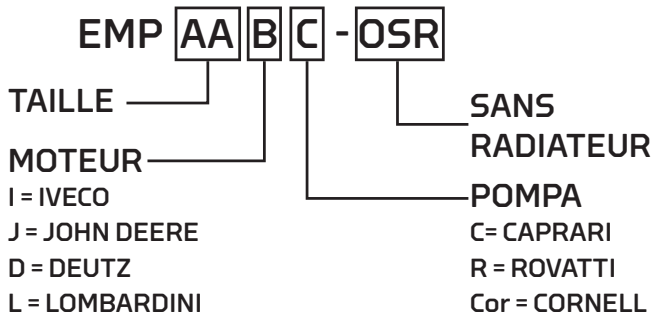 EMP AA B C - OSR
TAILLE
MOTEUR
I = IVECO
J = JOHN DEERE
D = DEUTZ
L = LOMBARDINI
SANS
RADIATEUR
POMPA
C= CAPRARI
R = ROVATTI
Cor = CORNELL